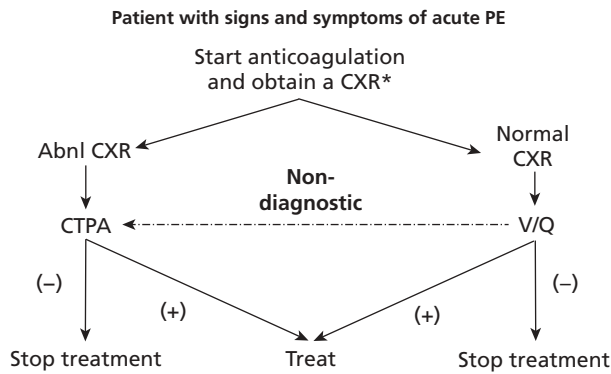 Patient with signs and symptoms of acute PE
Start anticoagulation
and obtain a CXR*
Abnl CXR
Normal
CXR
Non-
diagnostic
CTPA
V/Q
(–)
(+)
(+)
(–)
Stop treatment
Treat
Stop treatment